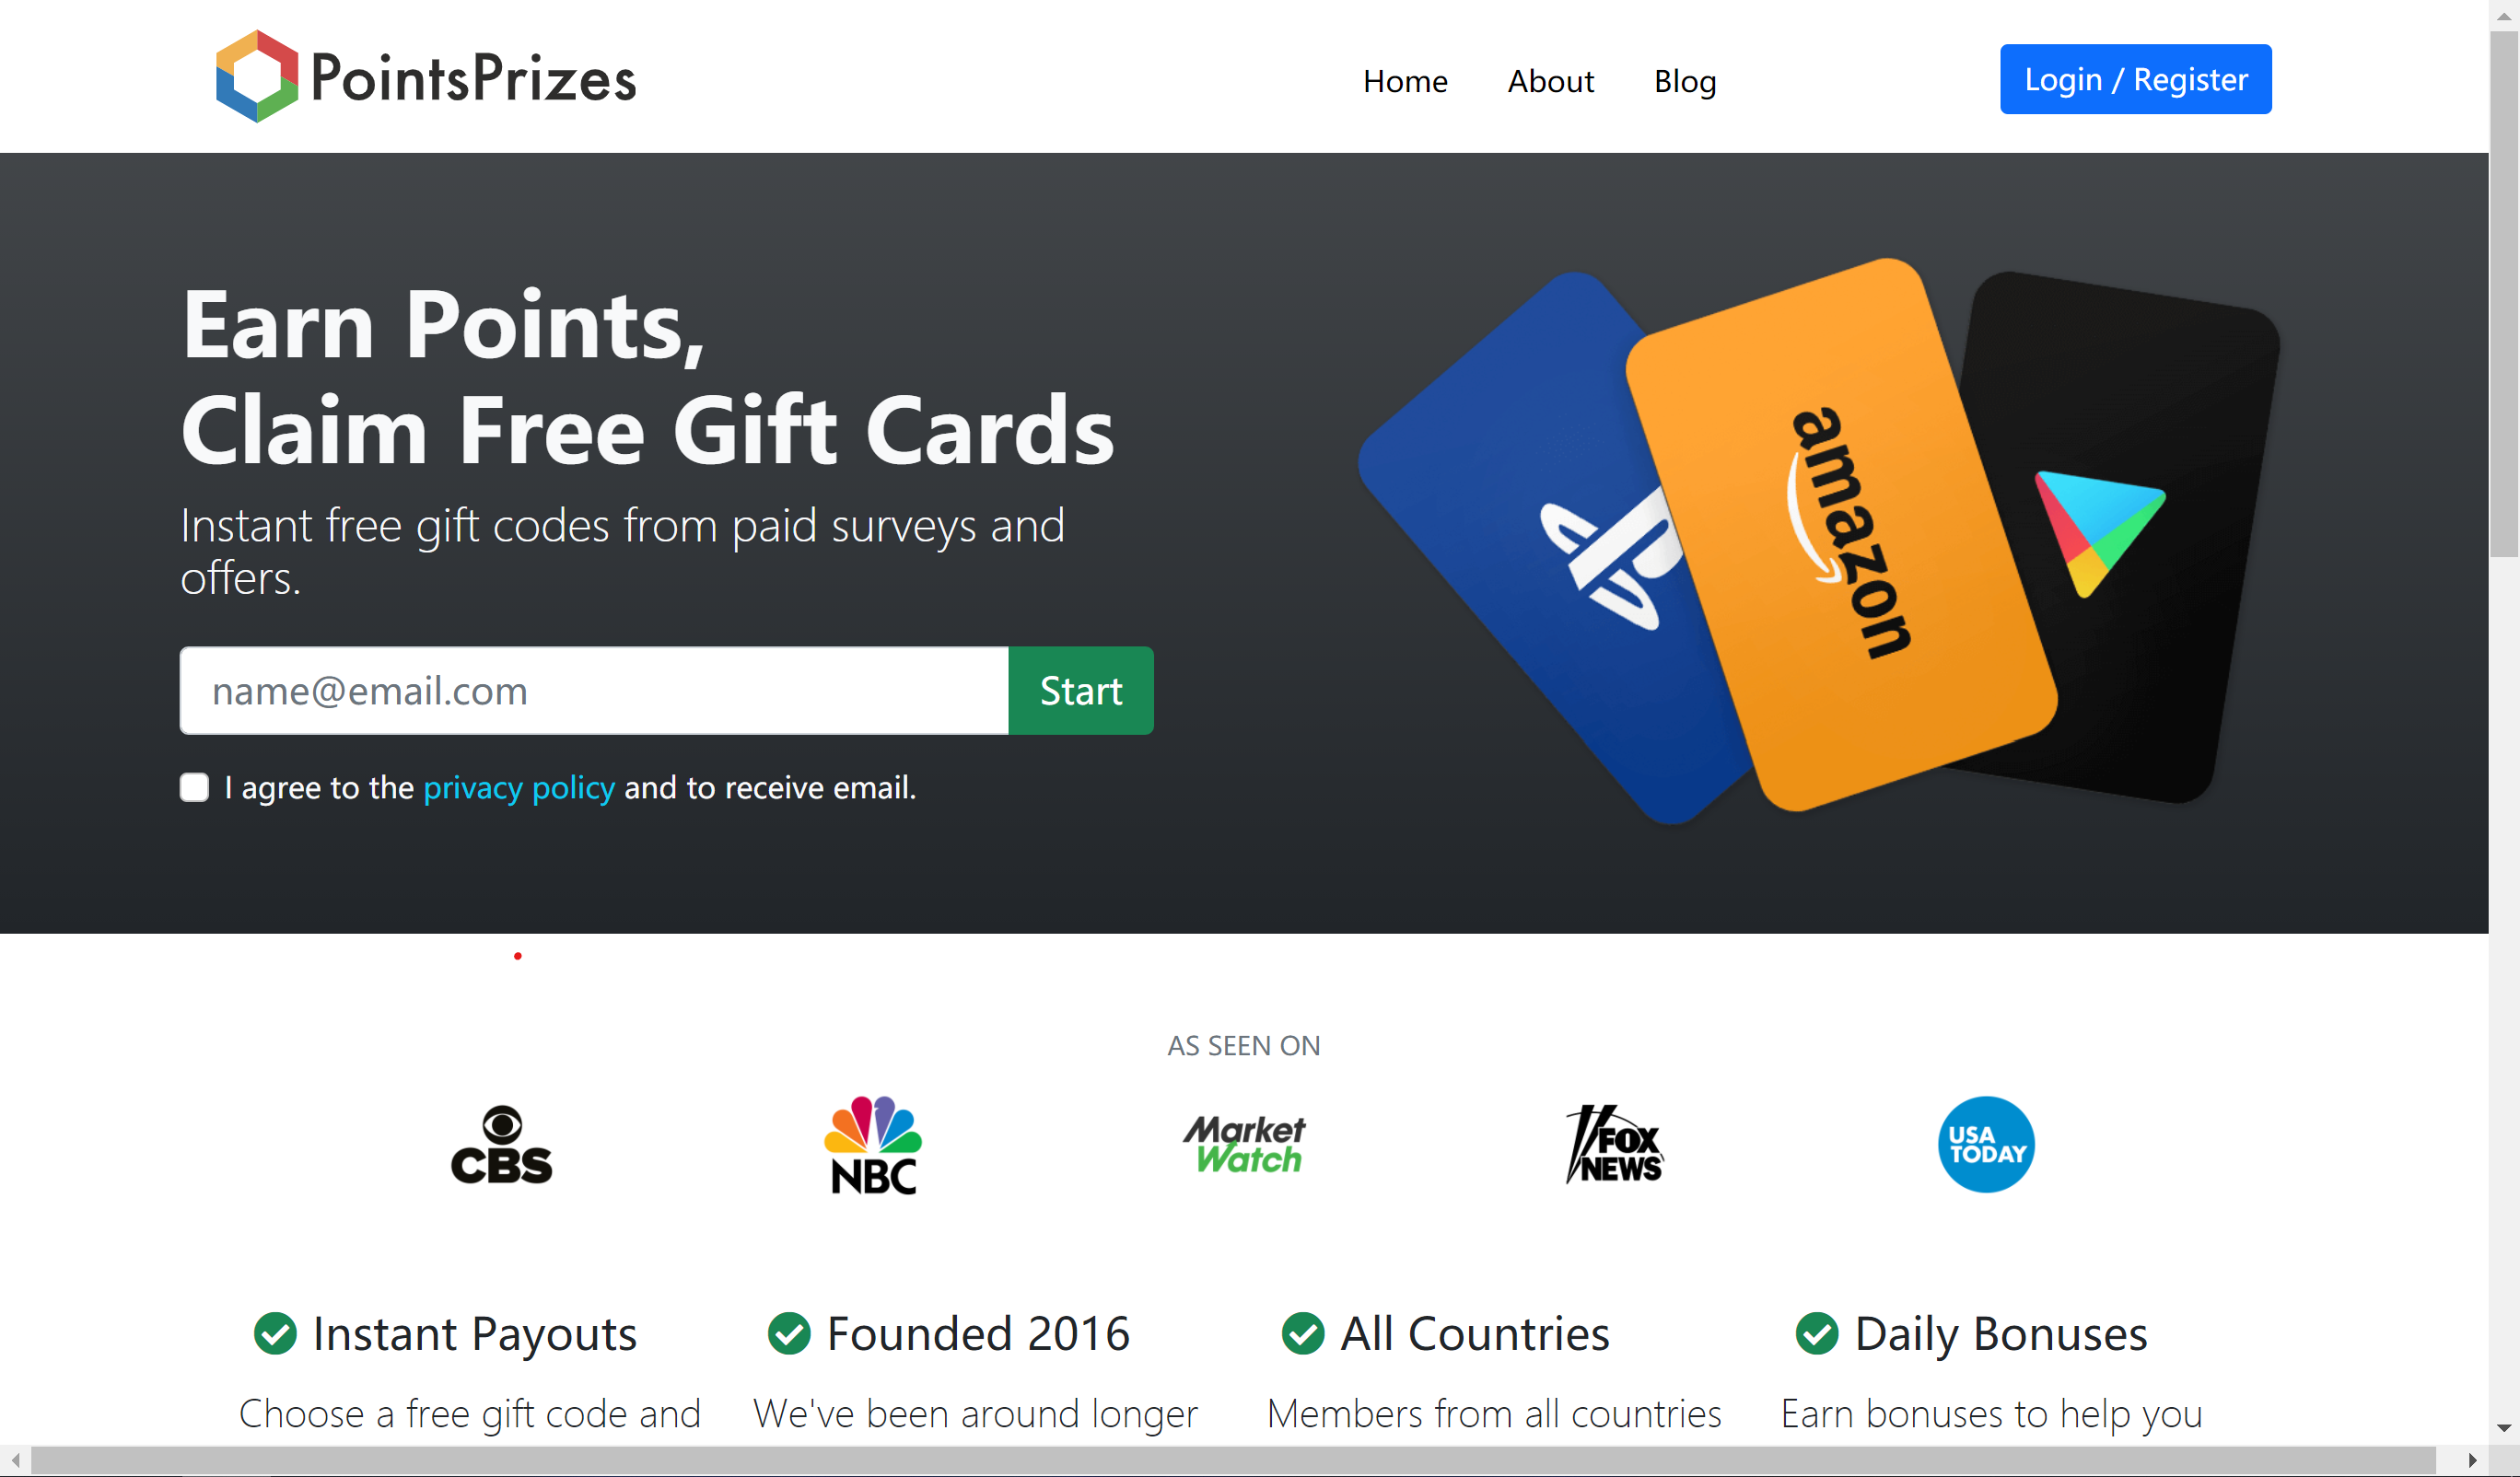 PointsPrizes
Home
About
Blog
Login / Register
Earn Points,
Claim Free Gift Cards
Instant free gift codes from paid surveys and
offers.
name@email.com
Start
I agree to the privacy policy and to receive email.
amazon
AS SEEN ON
CBS
NBC
Market
Watch
FOX
NEWS
USA
TODAY
Instant Payouts
Founded 2016
All Countries
Daily Bonuses
Choose a free gift code and
We've been around longer
Members from all countries
Earn bonuses to help you